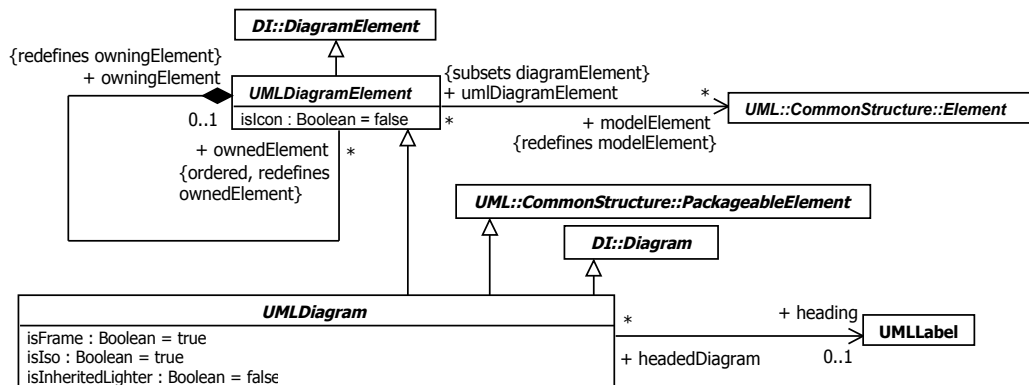 DI::DiagramElement
{redefines owningElement}
+ owningElement
0..1
UMLDiagramElement
isIcon : Boolean = false
{subsets diagramElement}
+ umlDiagramElement
*
*
+ modelElement
{redefines modelElement}
UML::CommonStructure::Element
+ ownedElement
*
{ordered, redefines
ownedElement}
UML::CommonStructure::PackageableElement
DI::Diagram
UMLDiagram
isFrame : Boolean = true
isIso : Boolean = true
isInheritedLighter : Boolean = false
*
+ headedDiagram
+ heading
0..1
UMLLabel